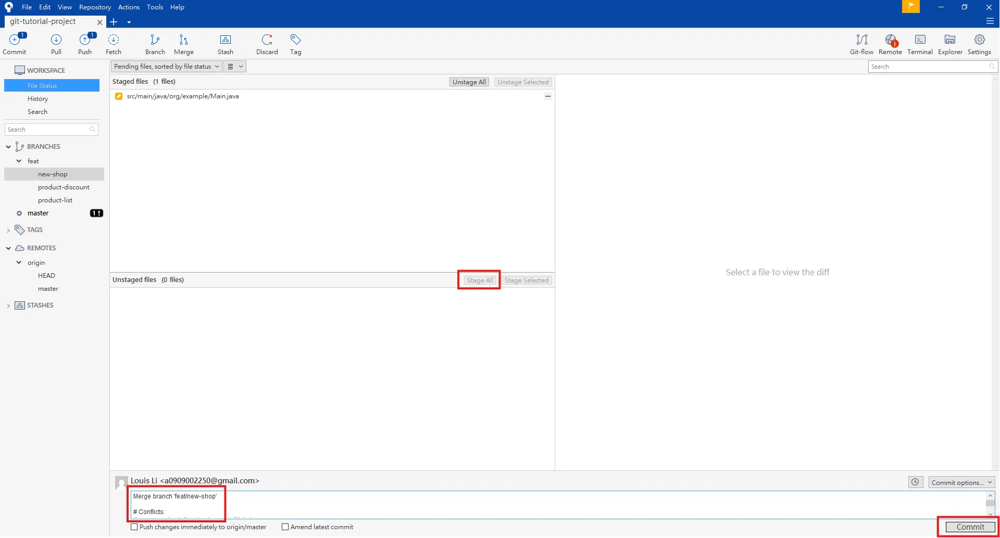 File Edit View Repository Actions Tools Help
git-tutorial-project
1 1
Commit Pull Push Fetch Branch Merge Stash Discard Tag Git-flow Remote Terminal Explorer Settings
WORKSPACE
File Status
History
Search
Search
BRANCHES
feat
new-shop
product-discount
product-list
master 1↑
TAGS
REMOTES
origin
HEAD
master
STASHES
Pending files, sorted by file status
Search
Staged files (1 files) Unstage All Unstage Selected
src/main/java/org/example/Main.java
Unstaged files (0 files) Stage All Stage Selected
Select a file to view the diff
Louis Li <a0909002250@gmail.com>
Commit options...
Merge branch 'feat/new-shop'
# Conflicts:
Push changes immediately to origin/master Amend latest commit
Commit